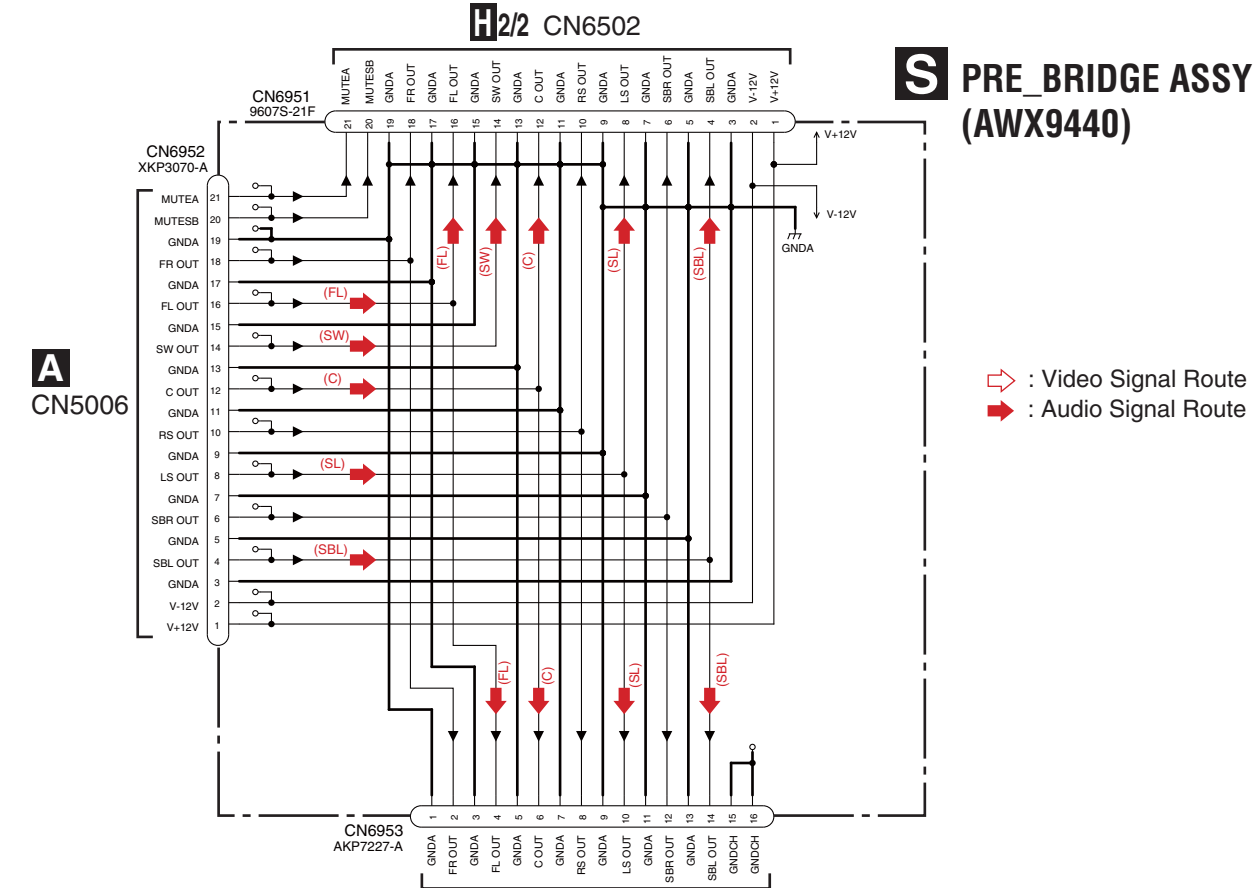 H 2/2 CN6502
S PRE_BRIDGE ASSY
(AWX9440)
CN6951
9607S-21F
MUTEA
MUTESB
GNDA
FR OUT
GNDA
FL OUT
GNDA
SW OUT
GNDA
C OUT
GNDA
RS OUT
GNDA
LS OUT
GNDA
SBR OUT
GNDA
SBL OUT
GNDA
V-12V
V+12V
21 20 19 18 17 16 15 14 13 12 11 10 9 8 7 6 5 4 3 2 1
V+12V
V-12V
GNDA
CN6952
XKP3070-A
MUTEA 21
MUTESB 20
GNDA 19
FR OUT 18
GNDA 17
FL OUT 16
GNDA 15
SW OUT 14
GNDA 13
C OUT 12
GNDA 11
RS OUT 10
GNDA 9
LS OUT 8
GNDA 7
SBR OUT 6
GNDA 5
SBL OUT 4
GNDA 3
V-12V 2
V+12V 1
A
CN5006
(FL)
(SW)
(C)
(SL)
(SBL)
(FL)
(SW)
(C)
(SL)
(SBL)
: Video Signal Route
: Audio Signal Route
(FL)
(C)
(SL)
(SBL)
CN6953
AKP7227-A
1 2 3 4 5 6 7 8 9 10 11 12 13 14 15 16
GNDA
FR OUT
GNDA
FL OUT
GNDA
C OUT
GNDA
RS OUT
GNDA
LS OUT
GNDA
SBR OUT
GNDA
SBL OUT
GNDCH
GNDCH